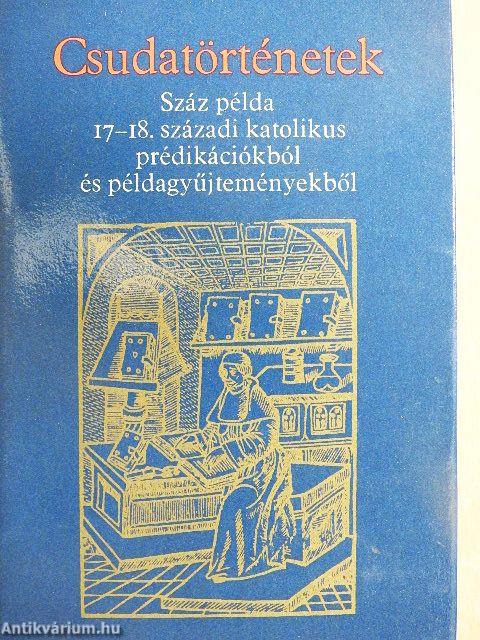 Csudatörténetek
Száz példa
17–18. századi katolikus
prédikációkból
és példagyűjteményekből
Antikvárium.hu